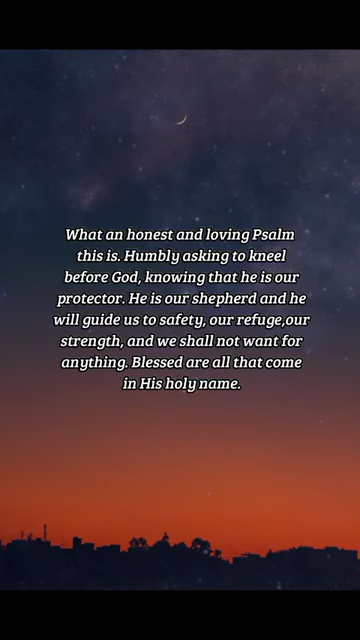 What an honest and loving Psalm
this is. Humbly asking to kneel
before God, knowing that he is our
protector. He is our shepherd and he
will guide us to safety, our refuge,our
strength, and we shall not want for
anything. Blessed are all that come
in His holy name.